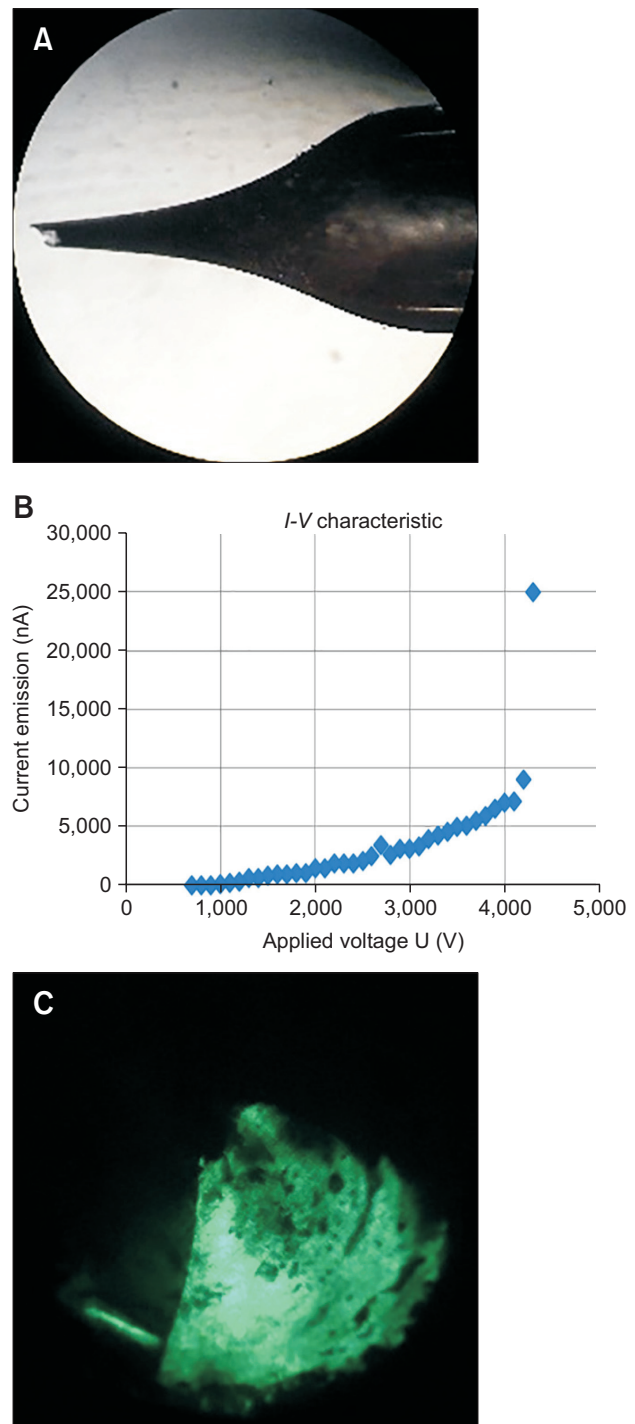 A
B
I-V characteristic
30,000
25,000
20,000
15,000
10,000
5,000
0
Current emission (nA)
0 1,000 2,000 3,000 4,000 5,000
Applied voltage U (V)
C